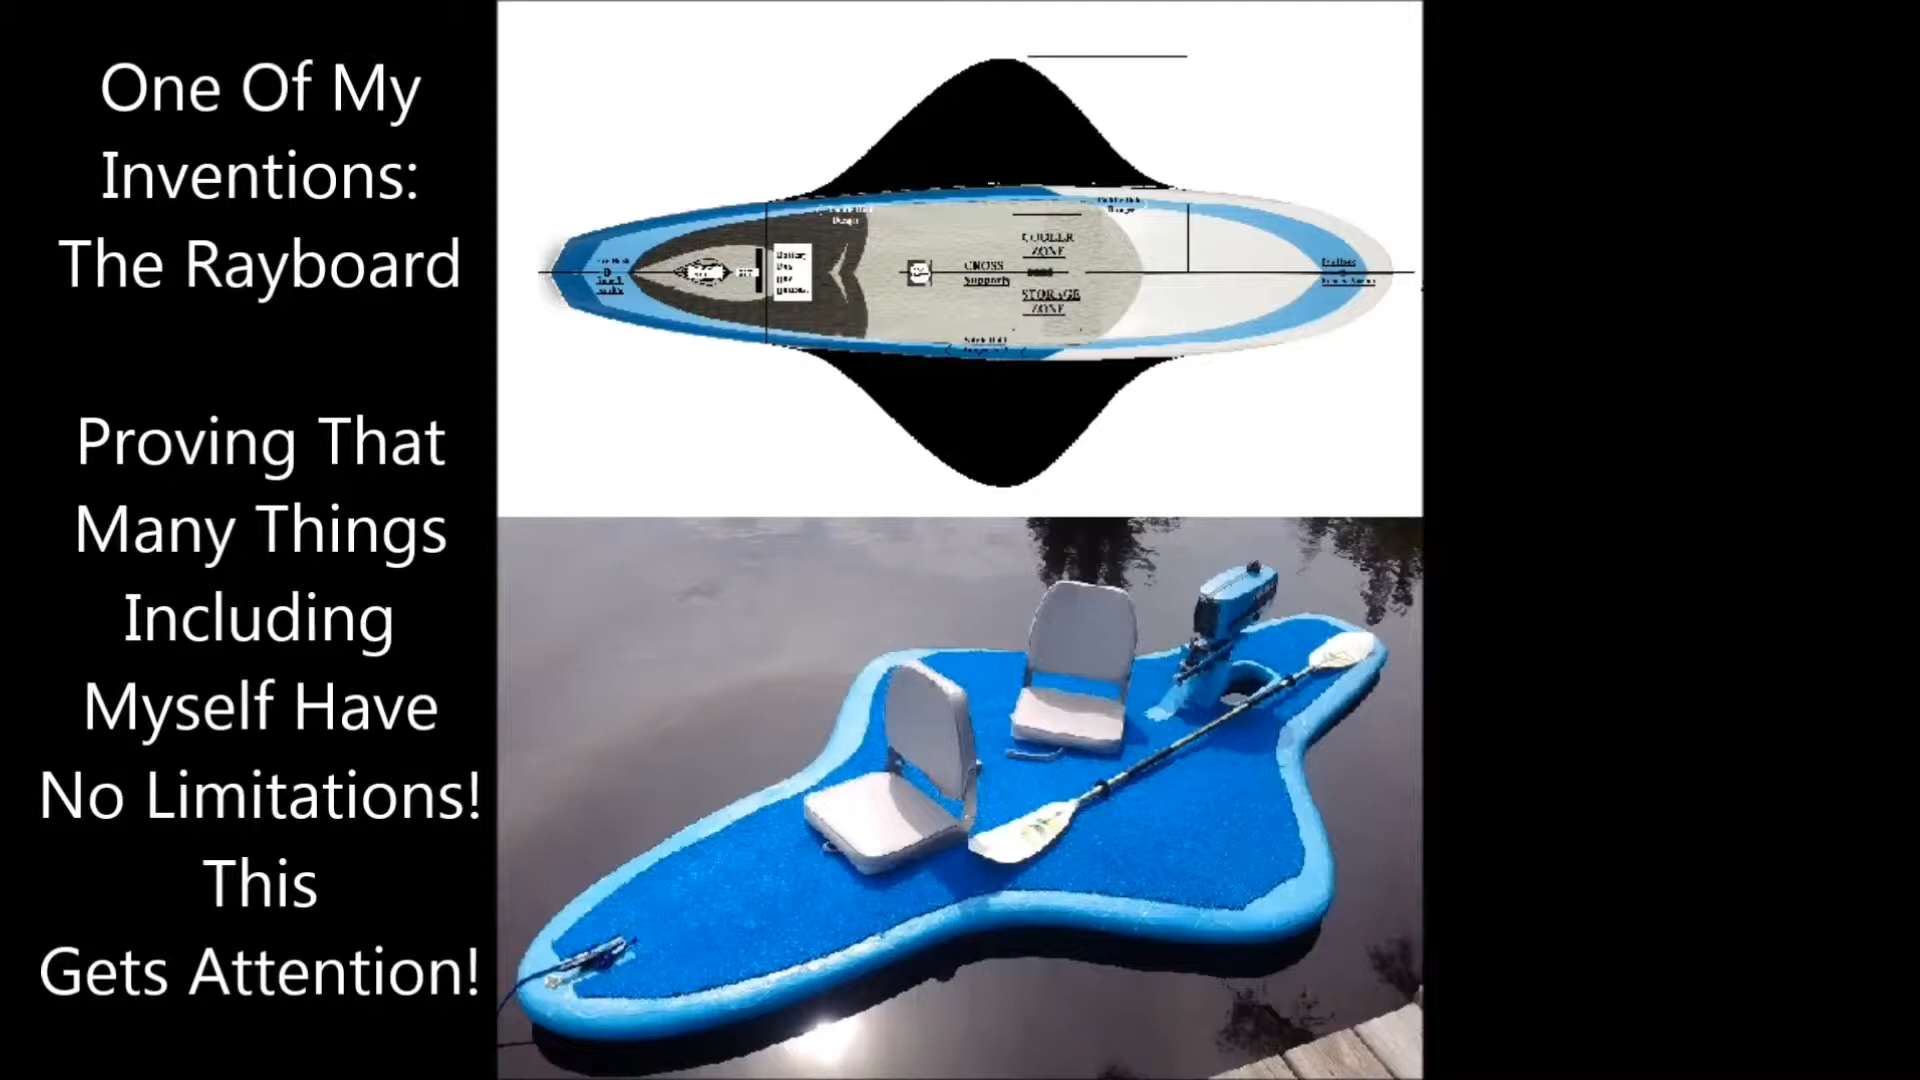 One Of My
Inventions:
The Rayboard
Proving That
Many Things
Including
Myself Have
No Limitations!
This
Gets Attention!
COOLER
ZONE
CROSS
Supports
STORAGE
ZONE